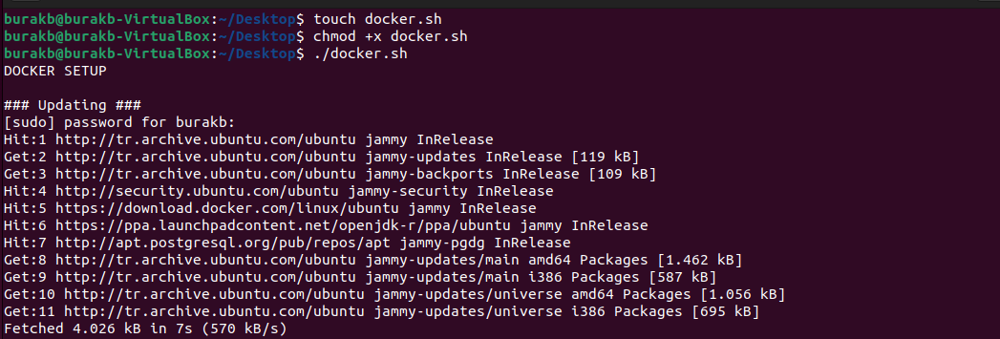 burakb@burakb-VirtualBox:~/Desktop$ touch docker.sh
burakb@burakb-VirtualBox:~/Desktop$ chmod +x docker.sh
burakb@burakb-VirtualBox:~/Desktop$ ./docker.sh
DOCKER SETUP
### Updating ###
[sudo] password for burakb:
Hit:1 http://tr.archive.ubuntu.com/ubuntu jammy InRelease
Get:2 http://tr.archive.ubuntu.com/ubuntu jammy-updates InRelease [119 kB]
Get:3 http://tr.archive.ubuntu.com/ubuntu jammy-backports InRelease [109 kB]
Hit:4 http://security.ubuntu.com/ubuntu jammy-security InRelease
Hit:5 https://download.docker.com/linux/ubuntu jammy InRelease
Hit:6 https://ppa.launchpadcontent.net/openjdk-r/ppa/ubuntu jammy InRelease
Hit:7 http://apt.postgresql.org/pub/repos/apt jammy-pgdg InRelease
Get:8 http://tr.archive.ubuntu.com/ubuntu jammy-updates/main amd64 Packages [1.462 kB]
Get:9 http://tr.archive.ubuntu.com/ubuntu jammy-updates/main i386 Packages [587 kB]
Get:10 http://tr.archive.ubuntu.com/ubuntu jammy-updates/universe amd64 Packages [1.056 kB]
Get:11 http://tr.archive.ubuntu.com/ubuntu jammy-updates/universe i386 Packages [695 kB]
Fetched 4.026 kB in 7s (570 kB/s)